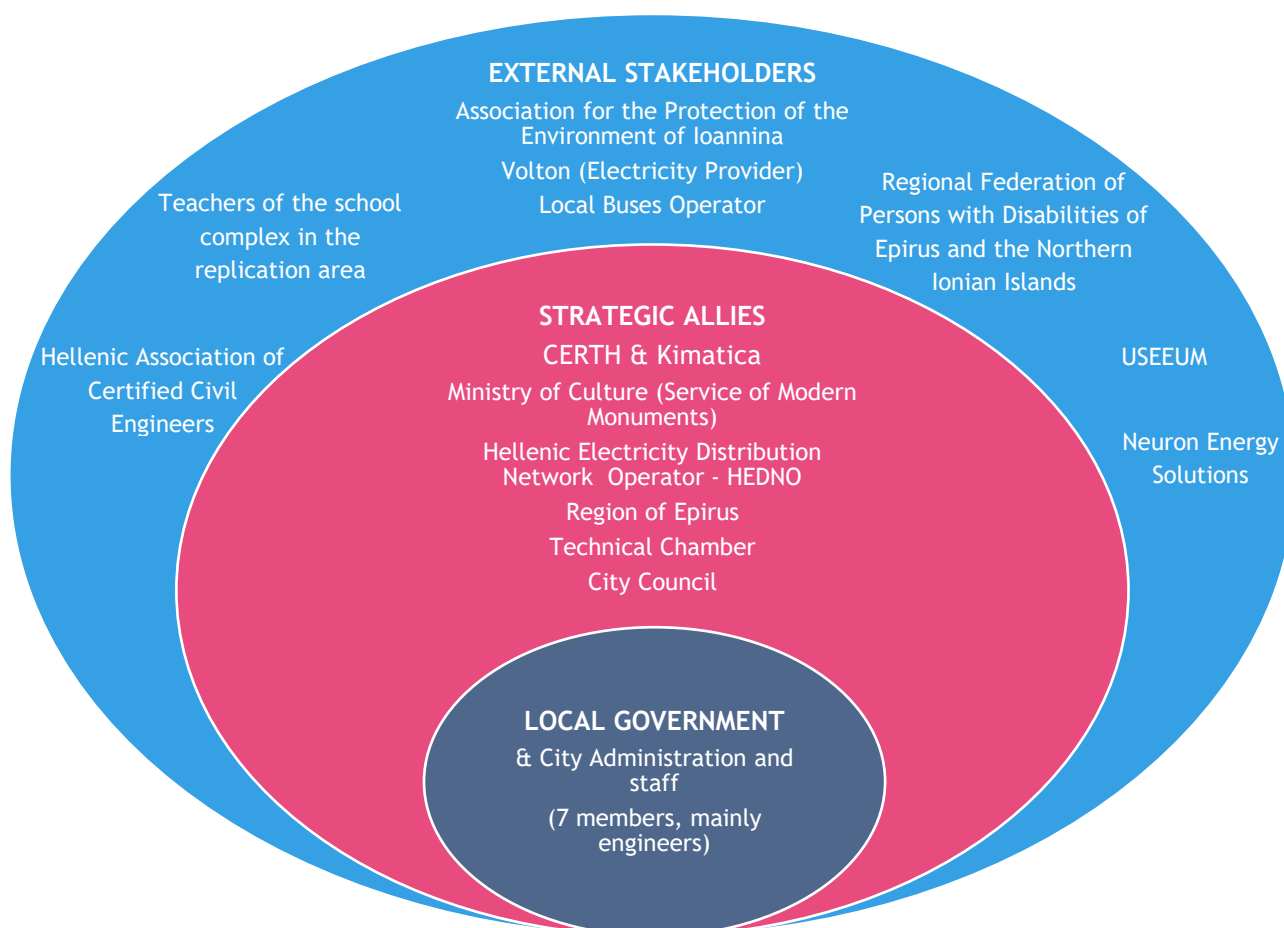 EXTERNAL STAKEHOLDERS
Association for the Protection of the
Environment of Ioannina
Volton (Electricity Provider)
Local Buses Operator
Teachers of the school
complex in the
replication area
Regional Federation of
Persons with Disabilities of
Epirus and the Northern
Ionian Islands
Hellenic Association of
Certified Civil
Engineers
USEEUM
Neuron Energy
Solutions
STRATEGIC ALLIES
CERTH & Kimatica
Ministry of Culture (Service of Modern
Monuments)
Hellenic Electricity Distribution
Network Operator - HEDNO
Region of Epirus
Technical Chamber
City Council
LOCAL GOVERNMENT
& City Administration and
staff
(7 members, mainly
engineers)